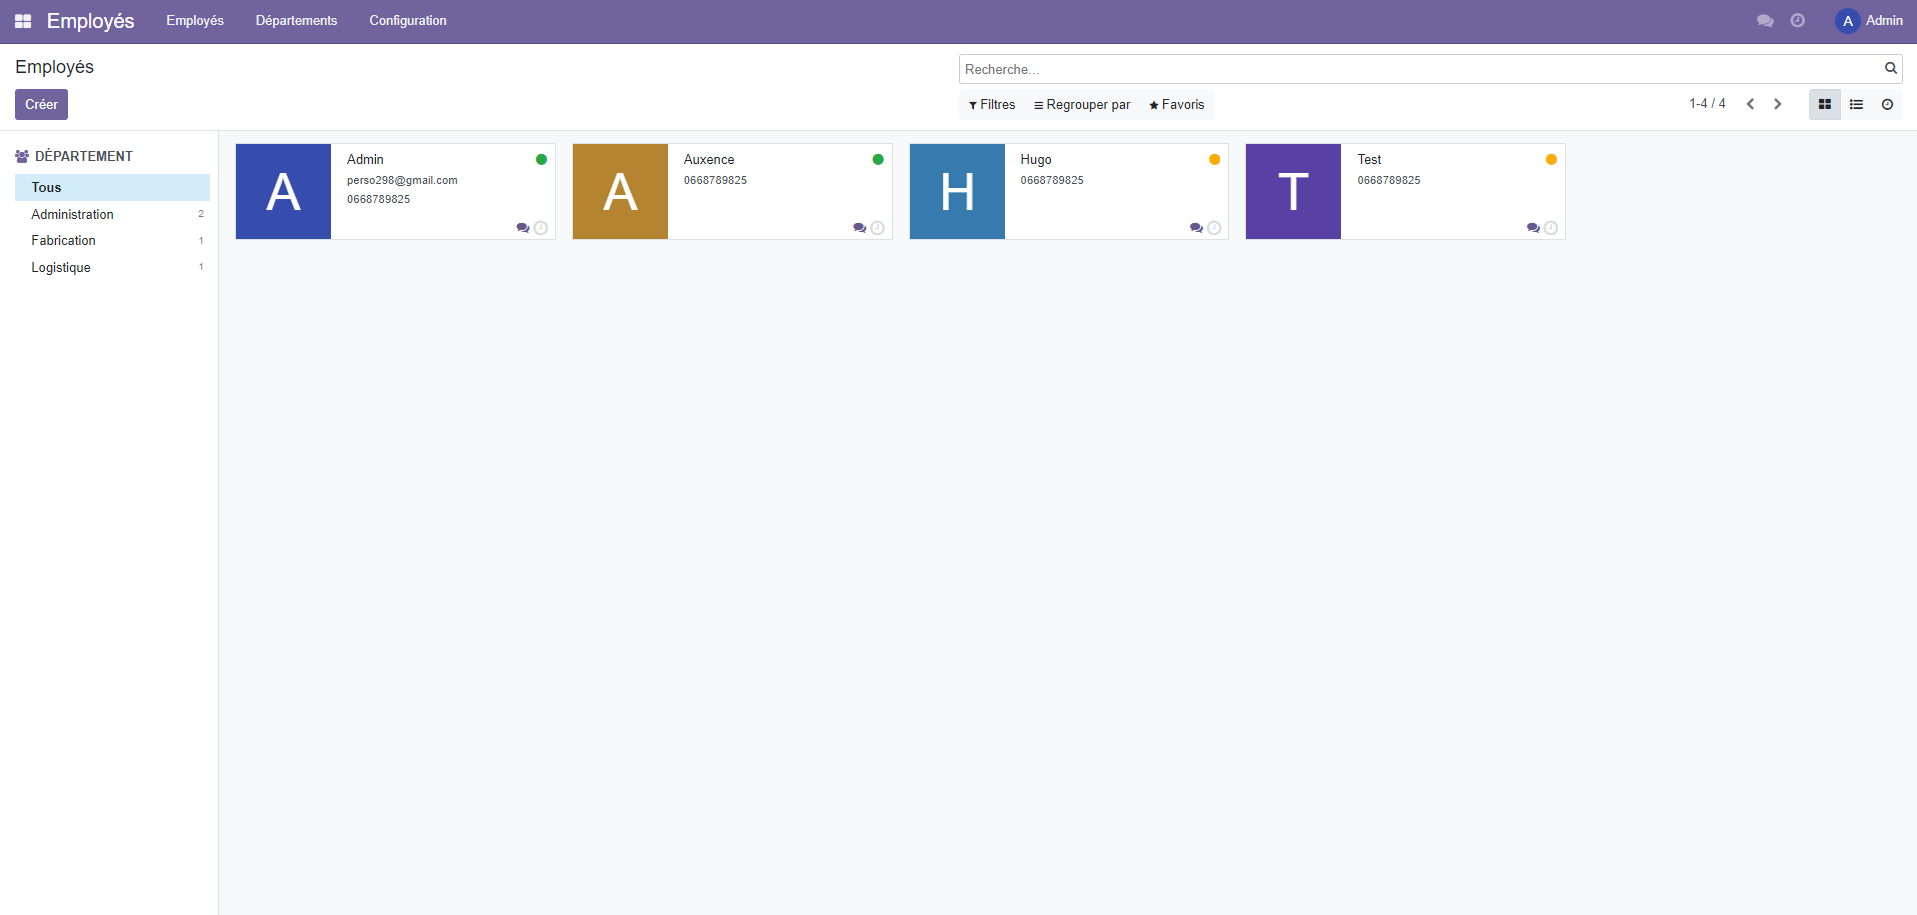 Employés Employés Départements Configuration A Admin
Employés
Recherche...
Créer
Filtres Regrouper par Favoris 1-4 / 4
DÉPARTEMENT
Tous
Administration 2
Fabrication 1
Logistique 1
A
Admin
perso298@gmail.com
0668789825
A
Auxence
0668789825
H
Hugo
0668789825
T
Test
0668789825